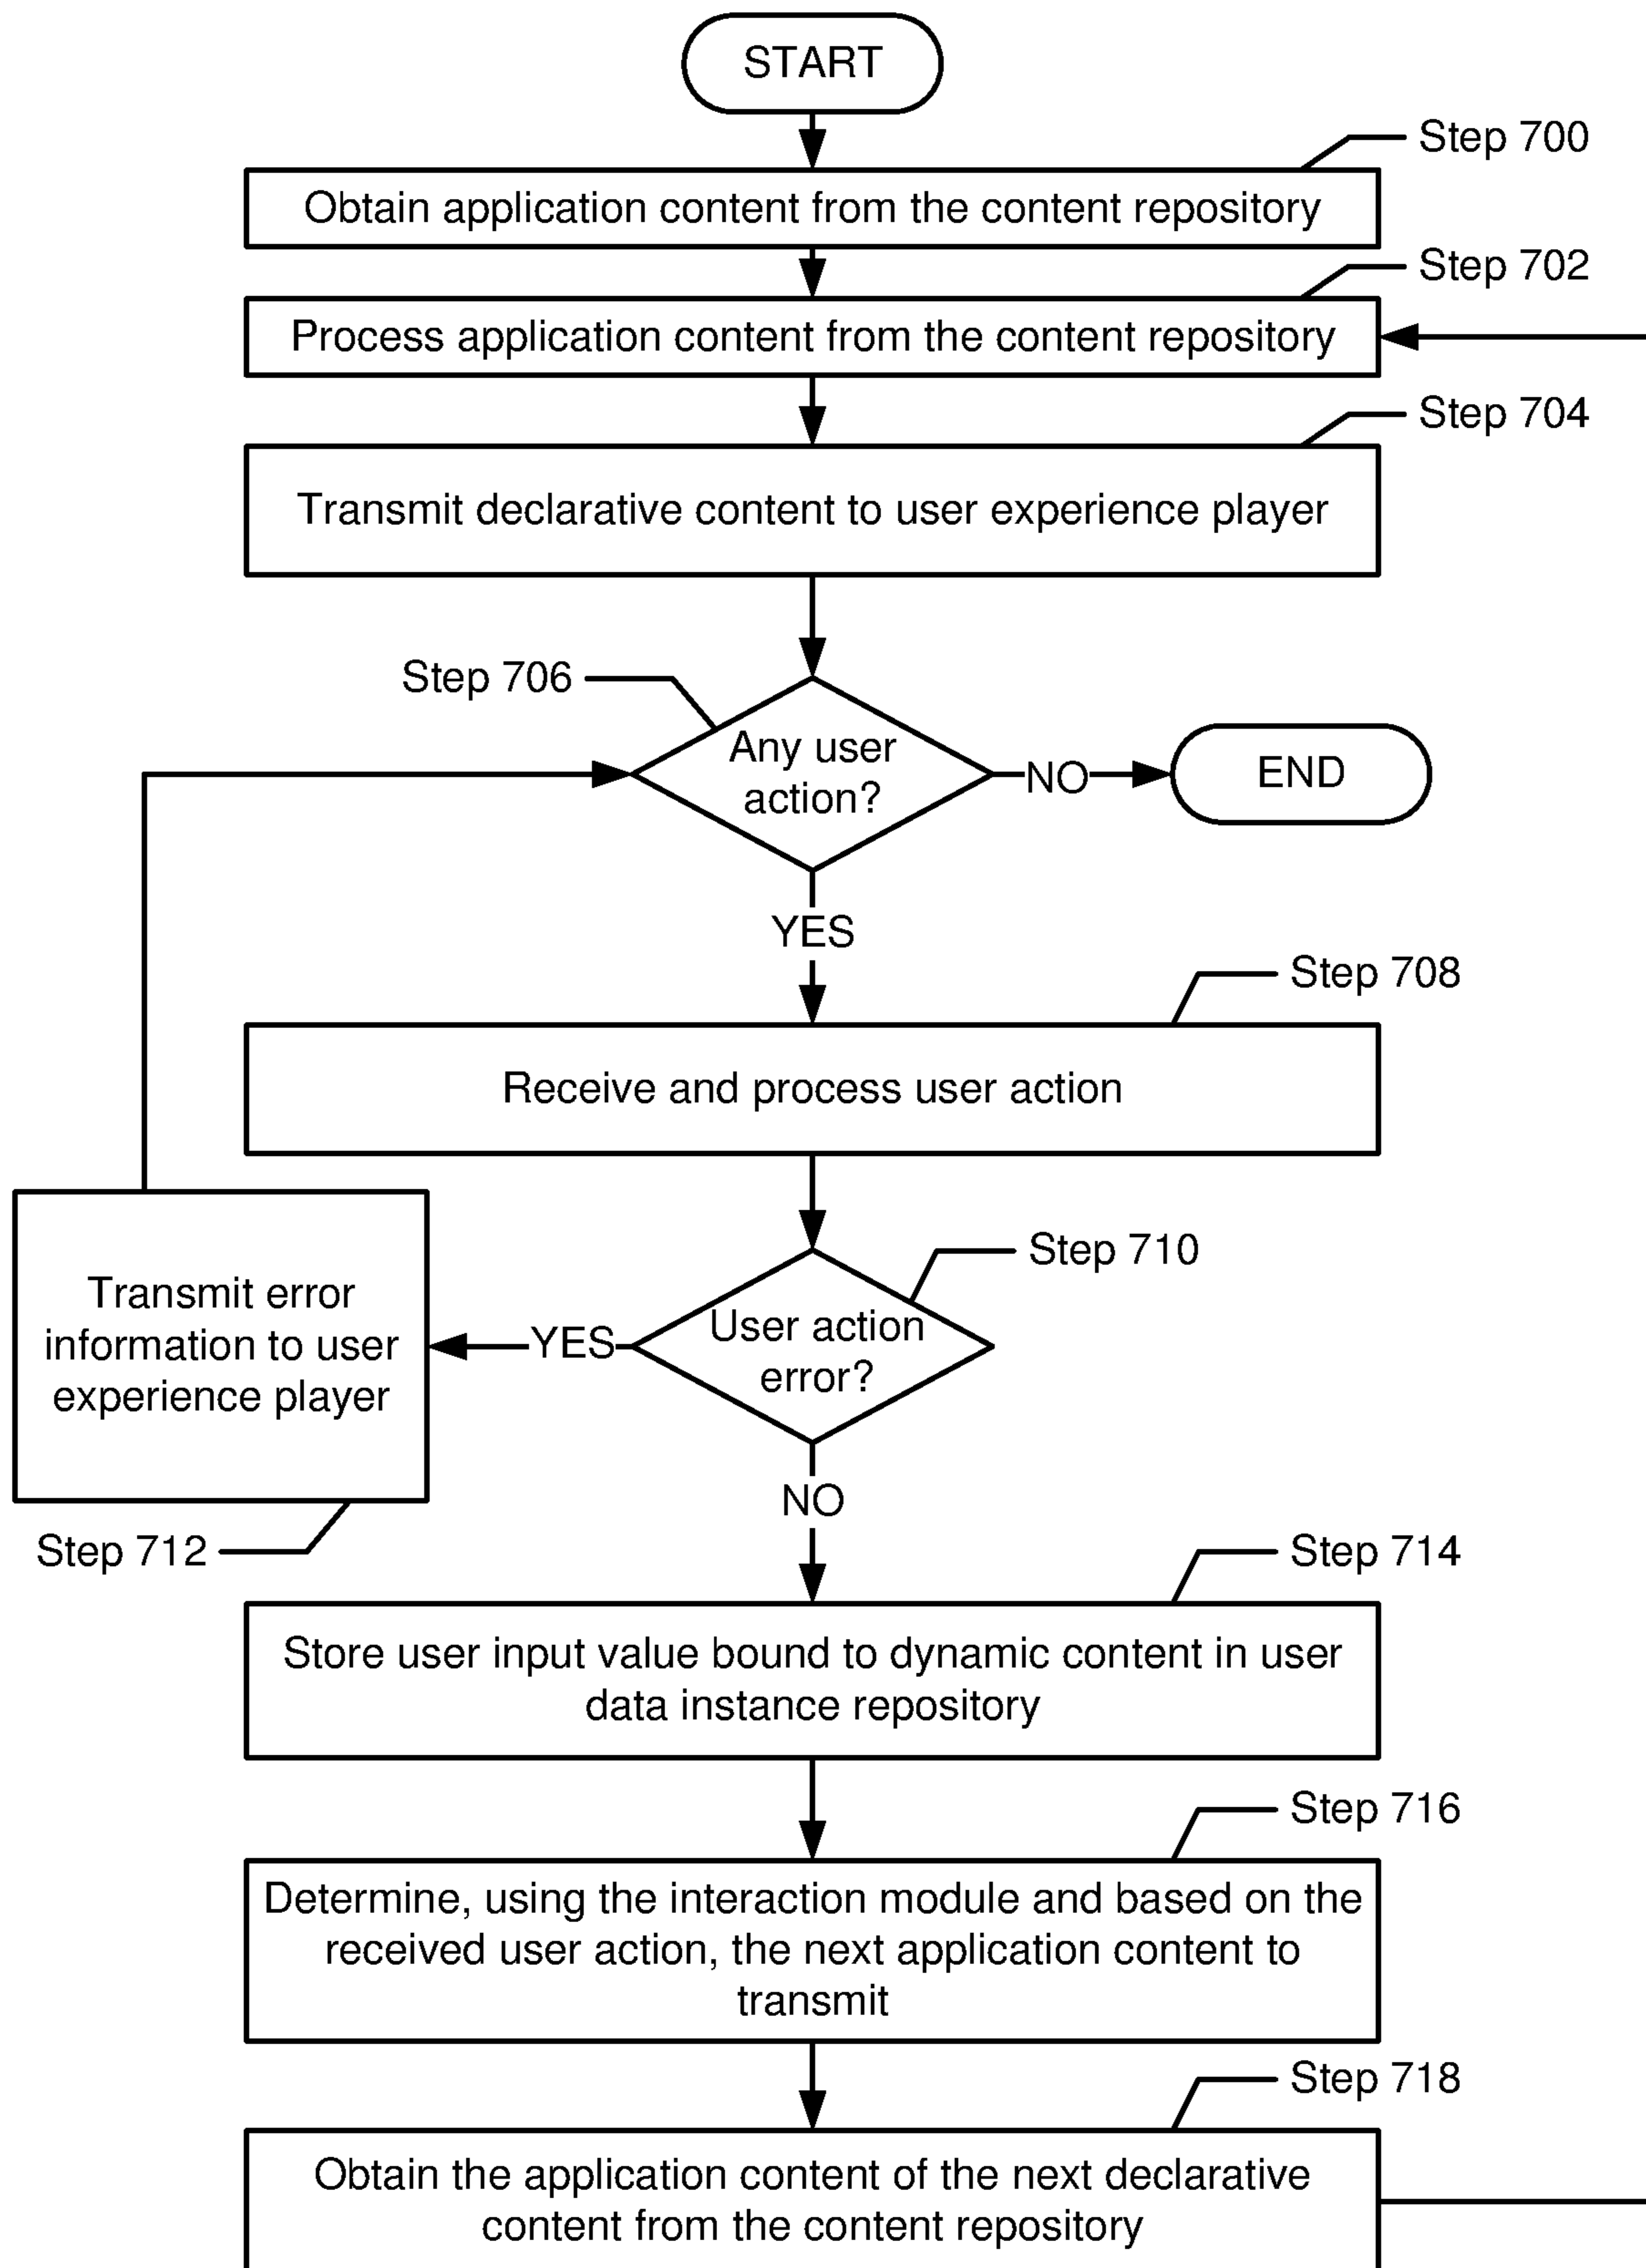 START
Step 700
Obtain application content from the content repository
Step 702
Process application content from the content repository
Step 704
Transmit declarative content to user experience player
Step 706
Any user
action?
NO
END
YES
Step 708
Receive and process user action
Step 710
User action
error?
YES
Transmit error
information to user
experience player
Step 712
NO
Step 714
Store user input value bound to dynamic content in user
data instance repository
Step 716
Determine, using the interaction module and based on the
received user action, the next application content to
transmit
Step 718
Obtain the application content of the next declarative
content from the content repository